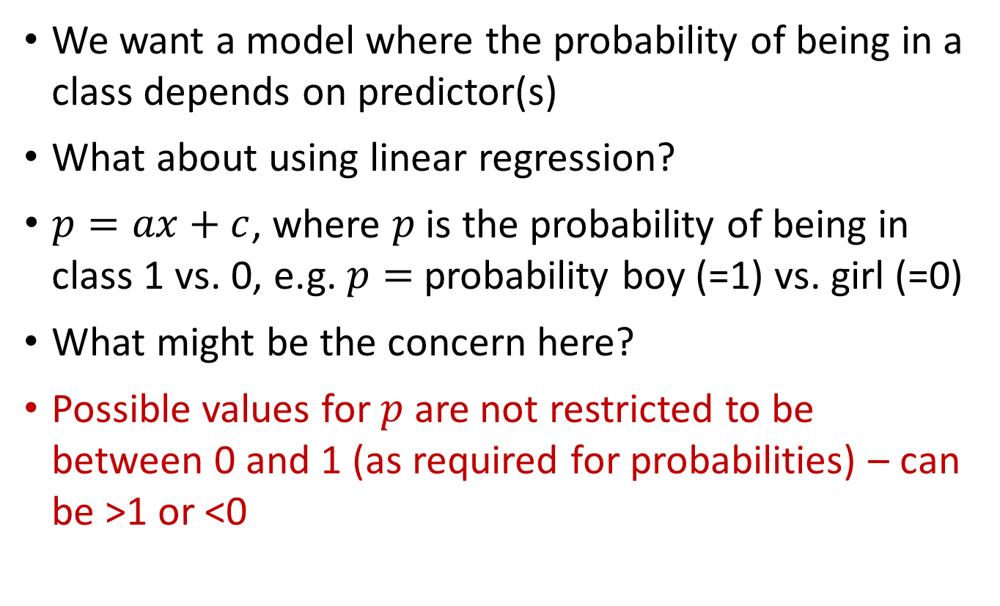 • We want a model where the probability of being in a
class depends on predictor(s)
• What about using linear regression?
• 𝑝 = 𝑎𝑥 + 𝑐, where 𝑝 is the probability of being in
class 1 vs. 0, e.g. 𝑝 = probability boy (=1) vs. girl (=0)
• What might be the concern here?
• Possible values for 𝑝 are not restricted to be
between 0 and 1 (as required for probabilities) – can
be >1 or <0